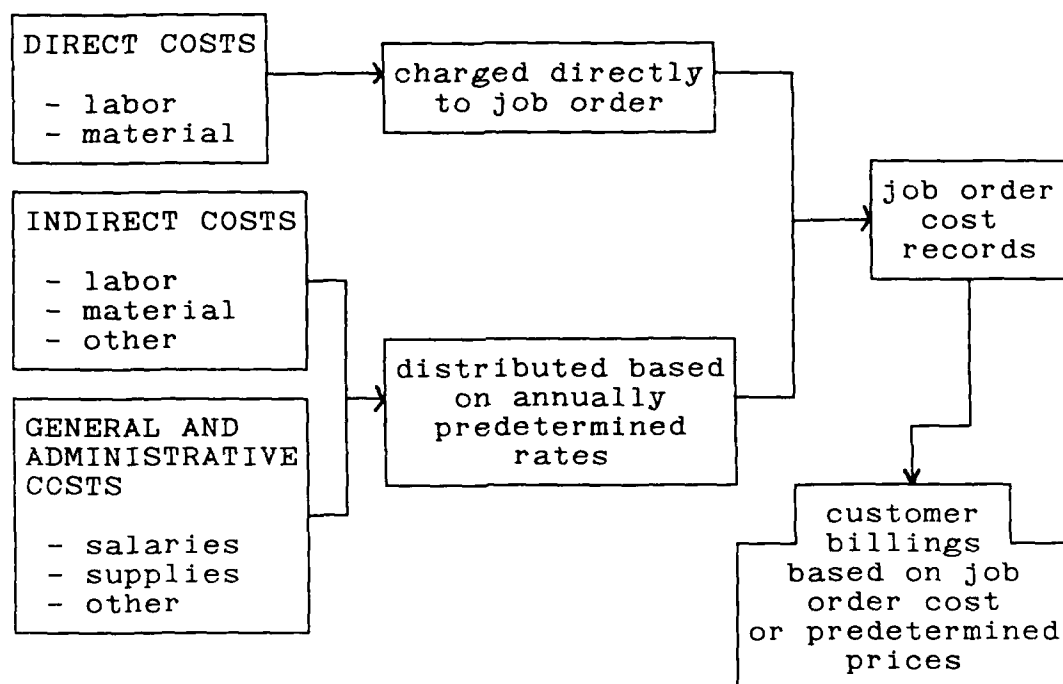 DIRECT COSTS
- labor
- material
charged directly
to job order
INDIRECT COSTS
- labor
- material
- other
job order
cost
records
distributed based
on annually
predetermined
rates
GENERAL AND
ADMINISTRATIVE
COSTS
- salaries
- supplies
- other
customer
billings
based on job
order cost
or predetermined
prices